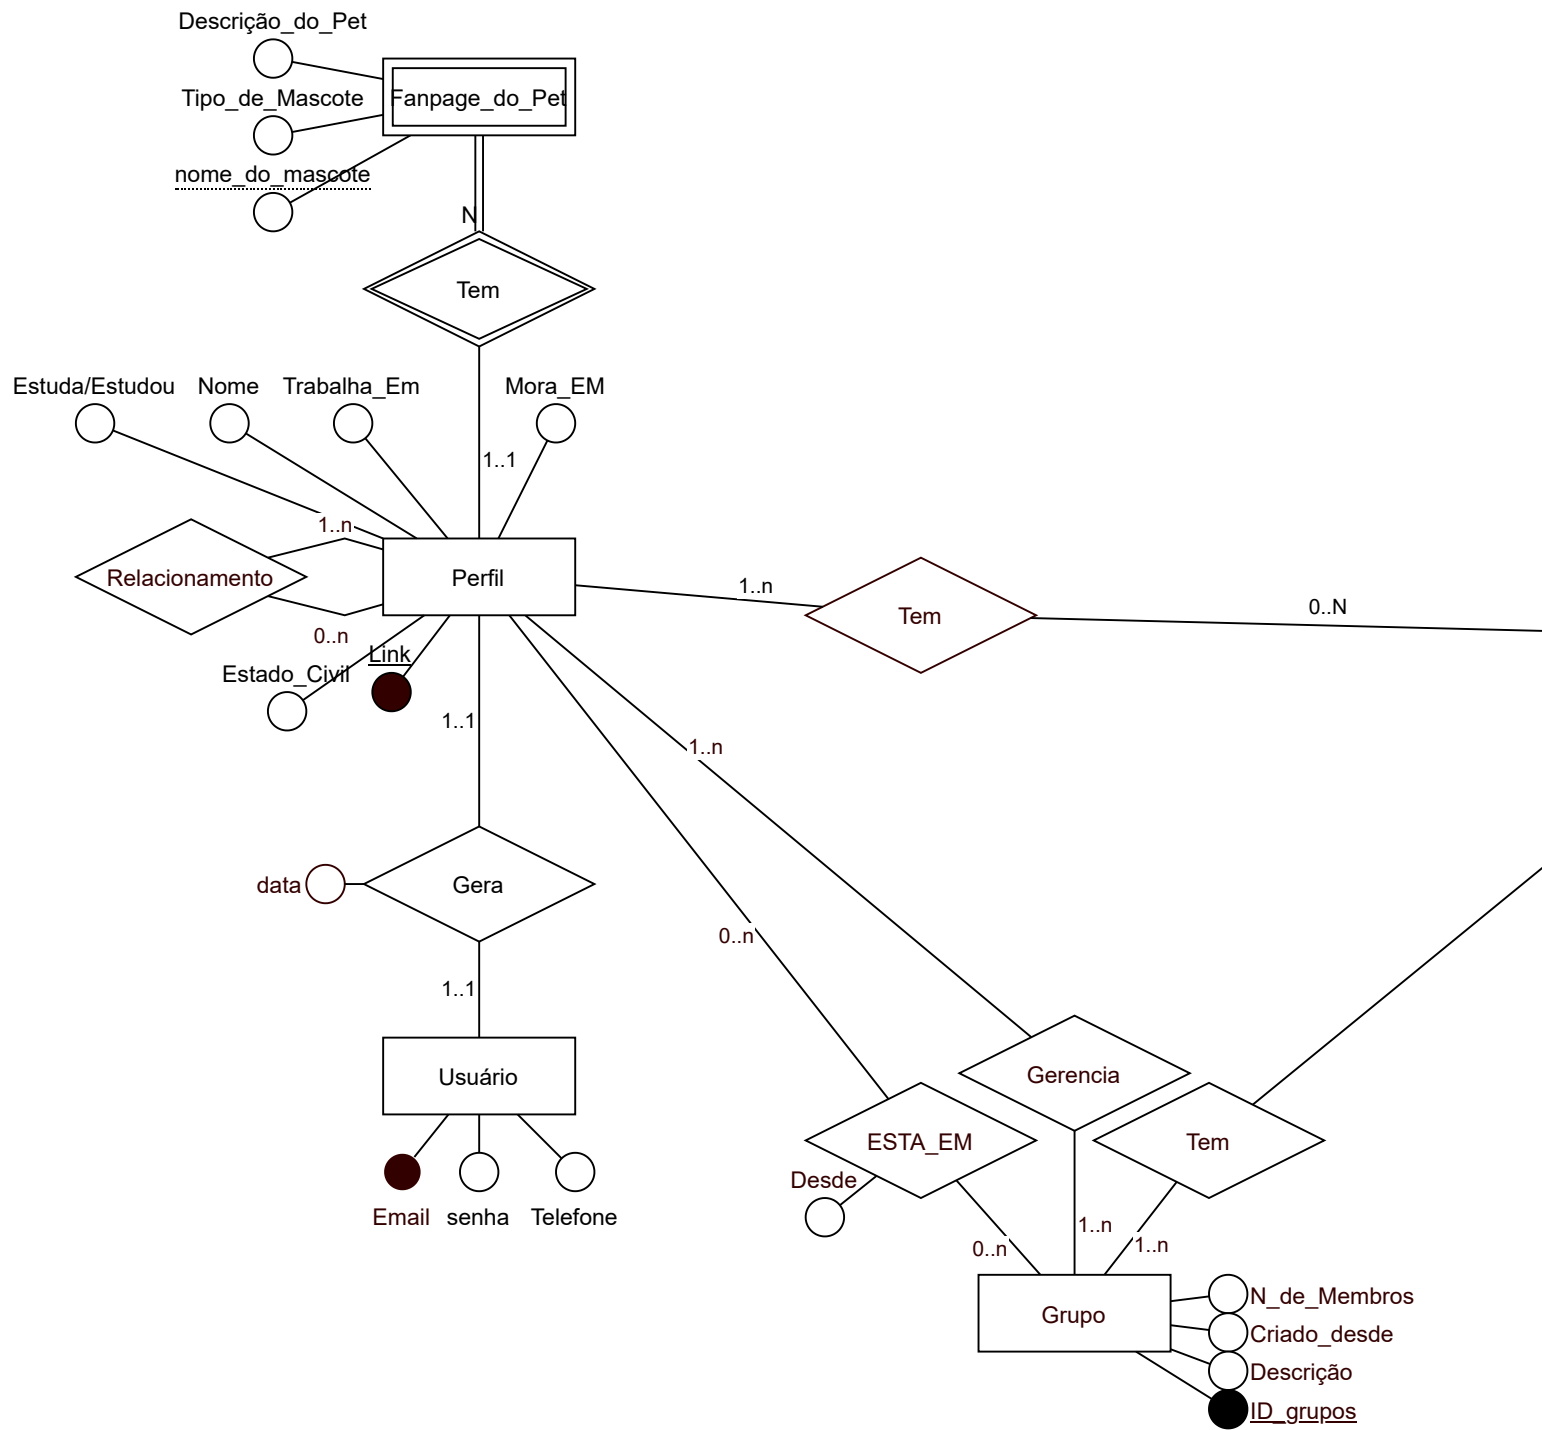 Descrição_do_Pet
Tipo_de_Mascote
Fanpage_do_Pet
nome_do_mascote
N
Tem
Estuda/Estudou
Nome
Trabalha_Em
Mora_EM
1..1
1..n
Relacionamento
Perfil
1..n
Tem
0..N
0..n
Link
Estado_Civil
1..1
1..n
data
Gera
0..n
1..1
Usuário
Gerencia
ESTA_EM
Tem
Desde
Email
senha
Telefone
1..n
0..n
1..n
Grupo
N_de_Membros
Criado_desde
Descrição
ID_grupos